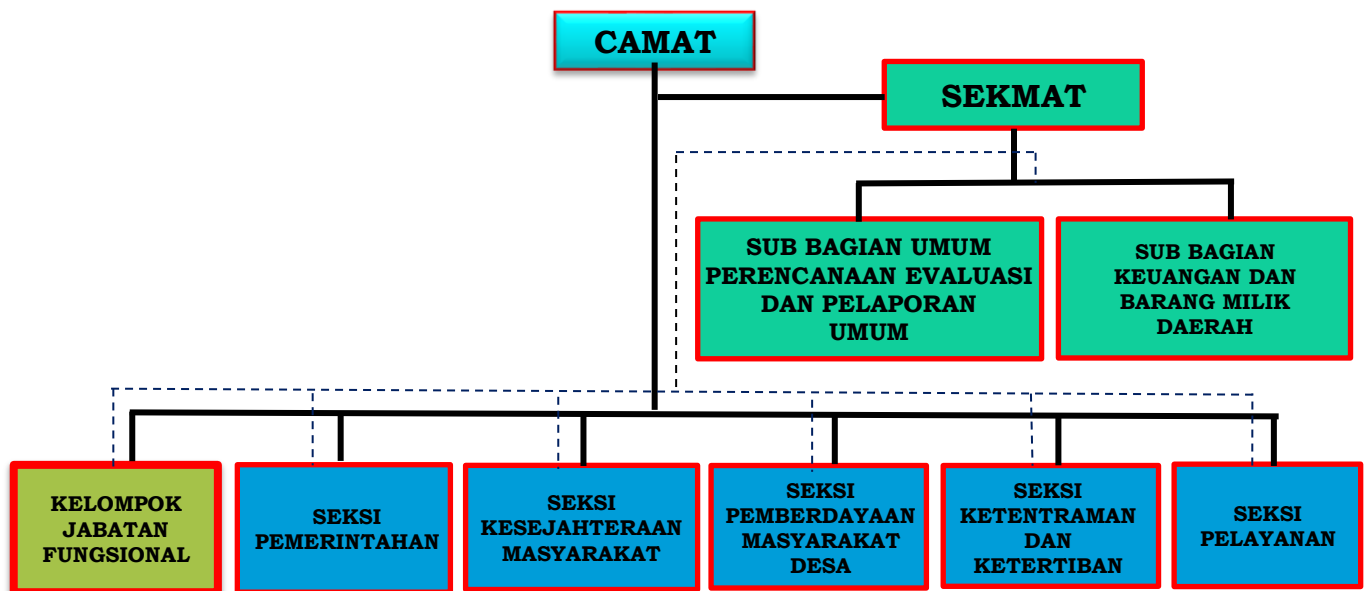 CAMAT
SEKMAT
SUB BAGIAN UMUM
PERENCANAAN EVALUASI
DAN PELAPORAN
UMUM
SUB BAGIAN
KEUANGAN DAN
BARANG MILIK
DAERAH
KELOMPOK
JABATAN
FUNGSIONAL
SEKSI
PEMERINTAHAN
SEKSI
KESEJAHTERAAN
MASYARAKAT
SEKSI
PEMBERDAYAAN
MASYARAKAT
DESA
SEKSI
KETENTRAMAN
DAN
KETERTIBAN
SEKSI
PELAYANAN